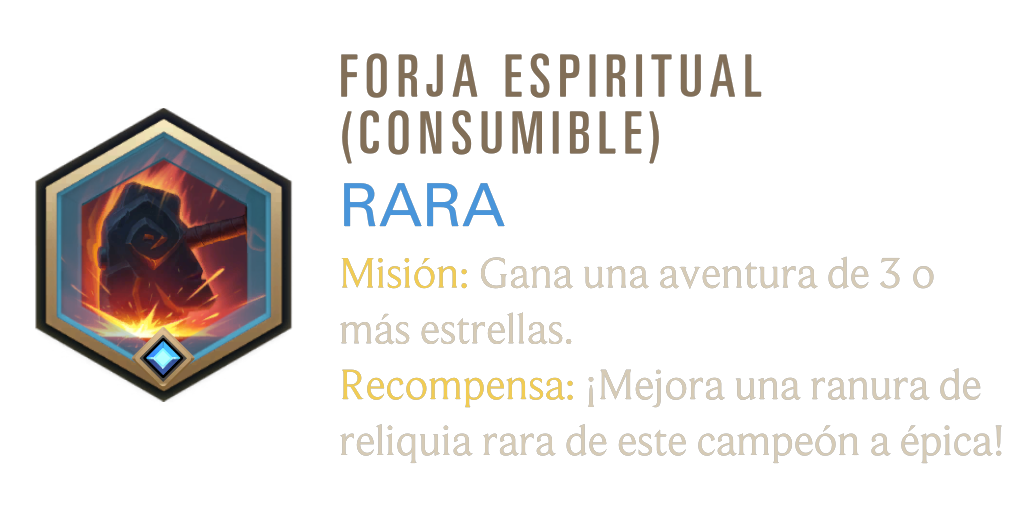 FORJA ESPIRITUAL
(CONSUMIBLE)
RARA
Misión: Gana una aventura de 3 o
más estrellas.
Recompensa: ¡Mejora una ranura de
reliquia rara de este campeón a épica!